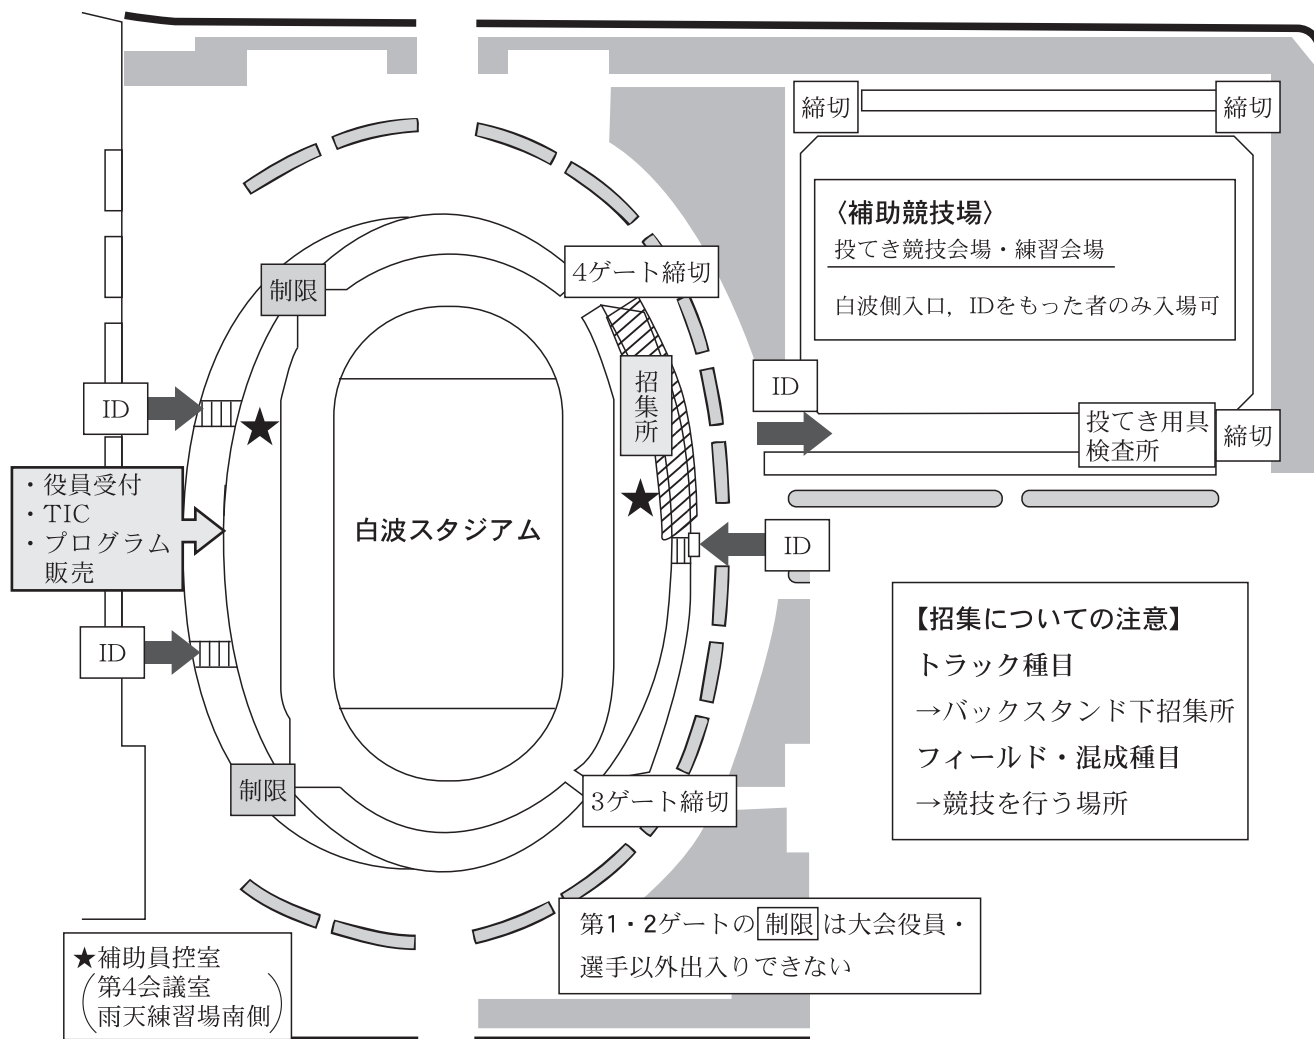 締切
締切
〈補助競技場〉
投てき競技会場・練習会場
白波側入口，IDをもった者のみ入場可
制限
4ゲート締切
招集所
ID
ID
投てき用具
検査所
締切
・役員受付
・TIC
・プログラム
販売
白波スタジアム
ID
ID
制限
3ゲート締切
【招集についての注意】
トラック種目
→バックスタンド下招集所
フィールド・混成種目
→競技を行う場所
第1・2ゲートの制限は大会役員・
選手以外出入りできない
★補助員控室
(第4会議室
雨天練習場南側)